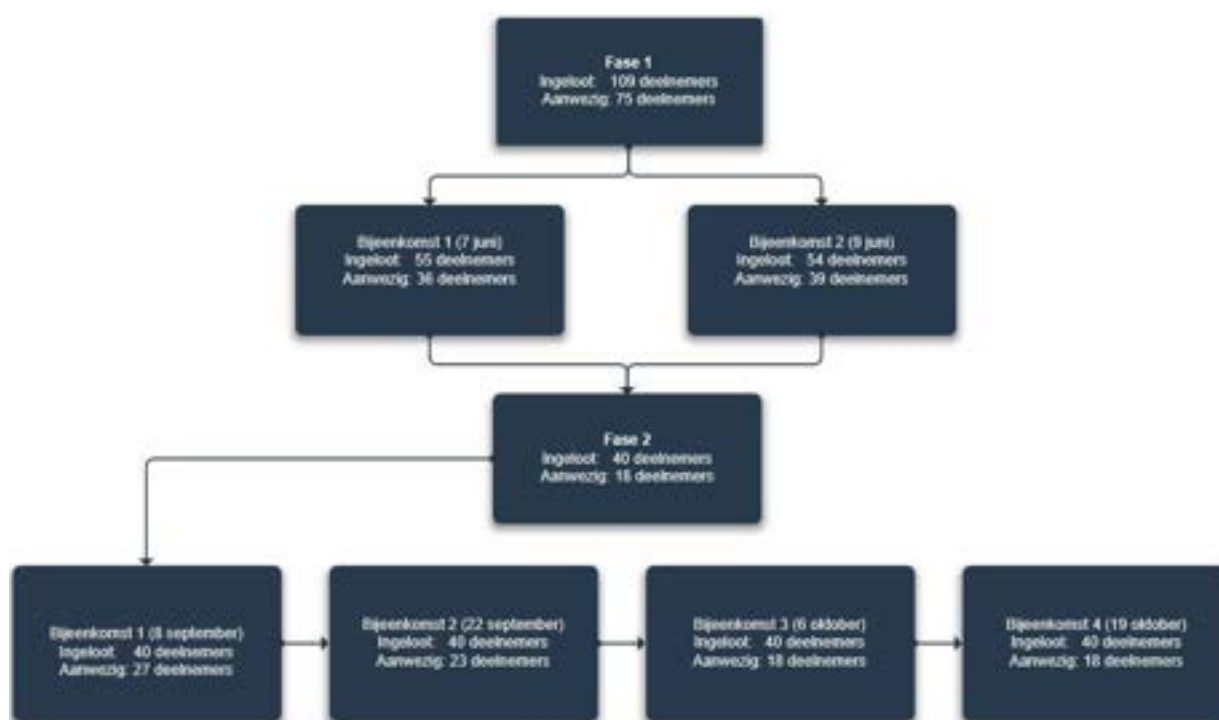 Fase 1
Ingeloot: 109 deelnemers
Aanwezig: 75 deelnemers
Bijeenkomst 1 (7 juni)
Ingeloot: 55 deelnemers
Aanwezig: 36 deelnemers
Bijeenkomst 2 (9 juni)
Ingeloot: 54 deelnemers
Aanwezig: 39 deelnemers
Fase 2
Ingeloot: 40 deelnemers
Aanwezig: 18 deelnemers
Bijeenkomst 1 (8 september)
Ingeloot: 40 deelnemers
Aanwezig: 27 deelnemers
Bijeenkomst 2 (22 september)
Ingeloot: 40 deelnemers
Aanwezig: 23 deelnemers
Bijeenkomst 3 (6 oktober)
Ingeloot: 40 deelnemers
Aanwezig: 18 deelnemers
Bijeenkomst 4 (19 oktober)
Ingeloot: 40 deelnemers
Aanwezig: 18 deelnemers